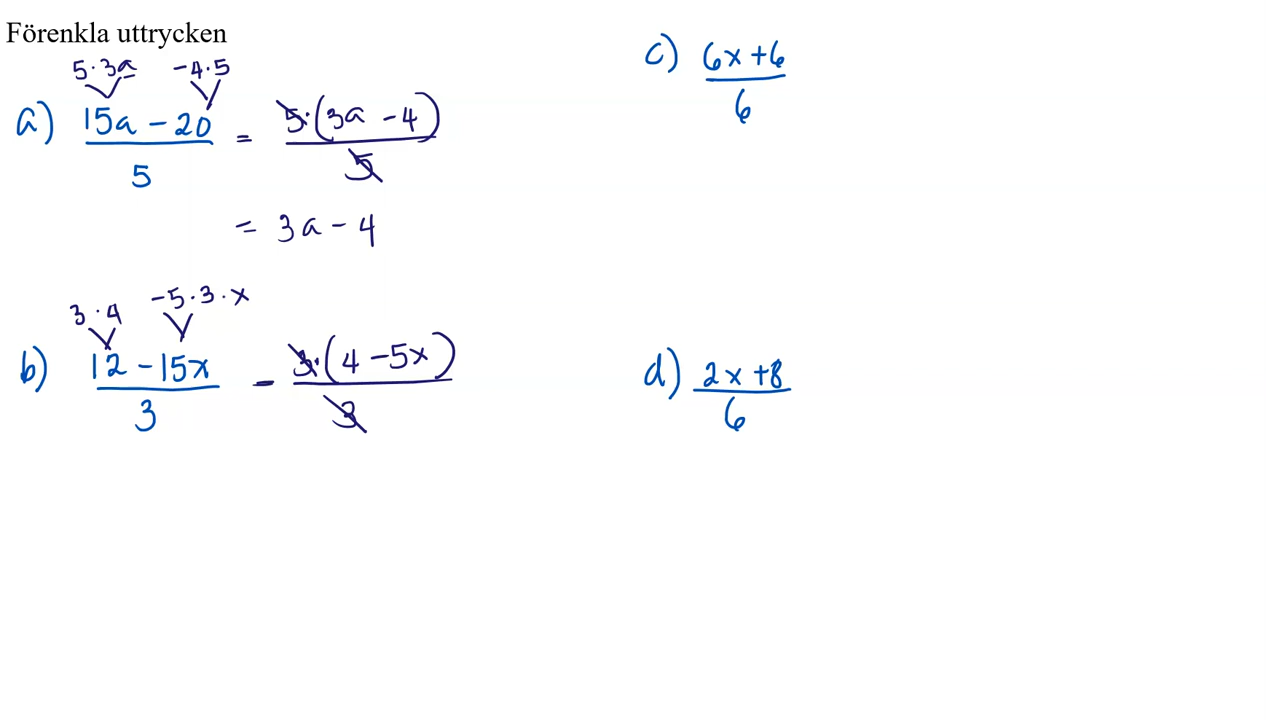 Förenkla uttrycken
5·3a -4·5
a) 15a - 20 / 5 = 5·(3a - 4) / 5
= 3a - 4
3·4 -5·3·x
b) 12 - 15x / 3 - 3·(4 - 5x) / 3
c) 6x + 6 / 6
d) 2x + 8 / 6